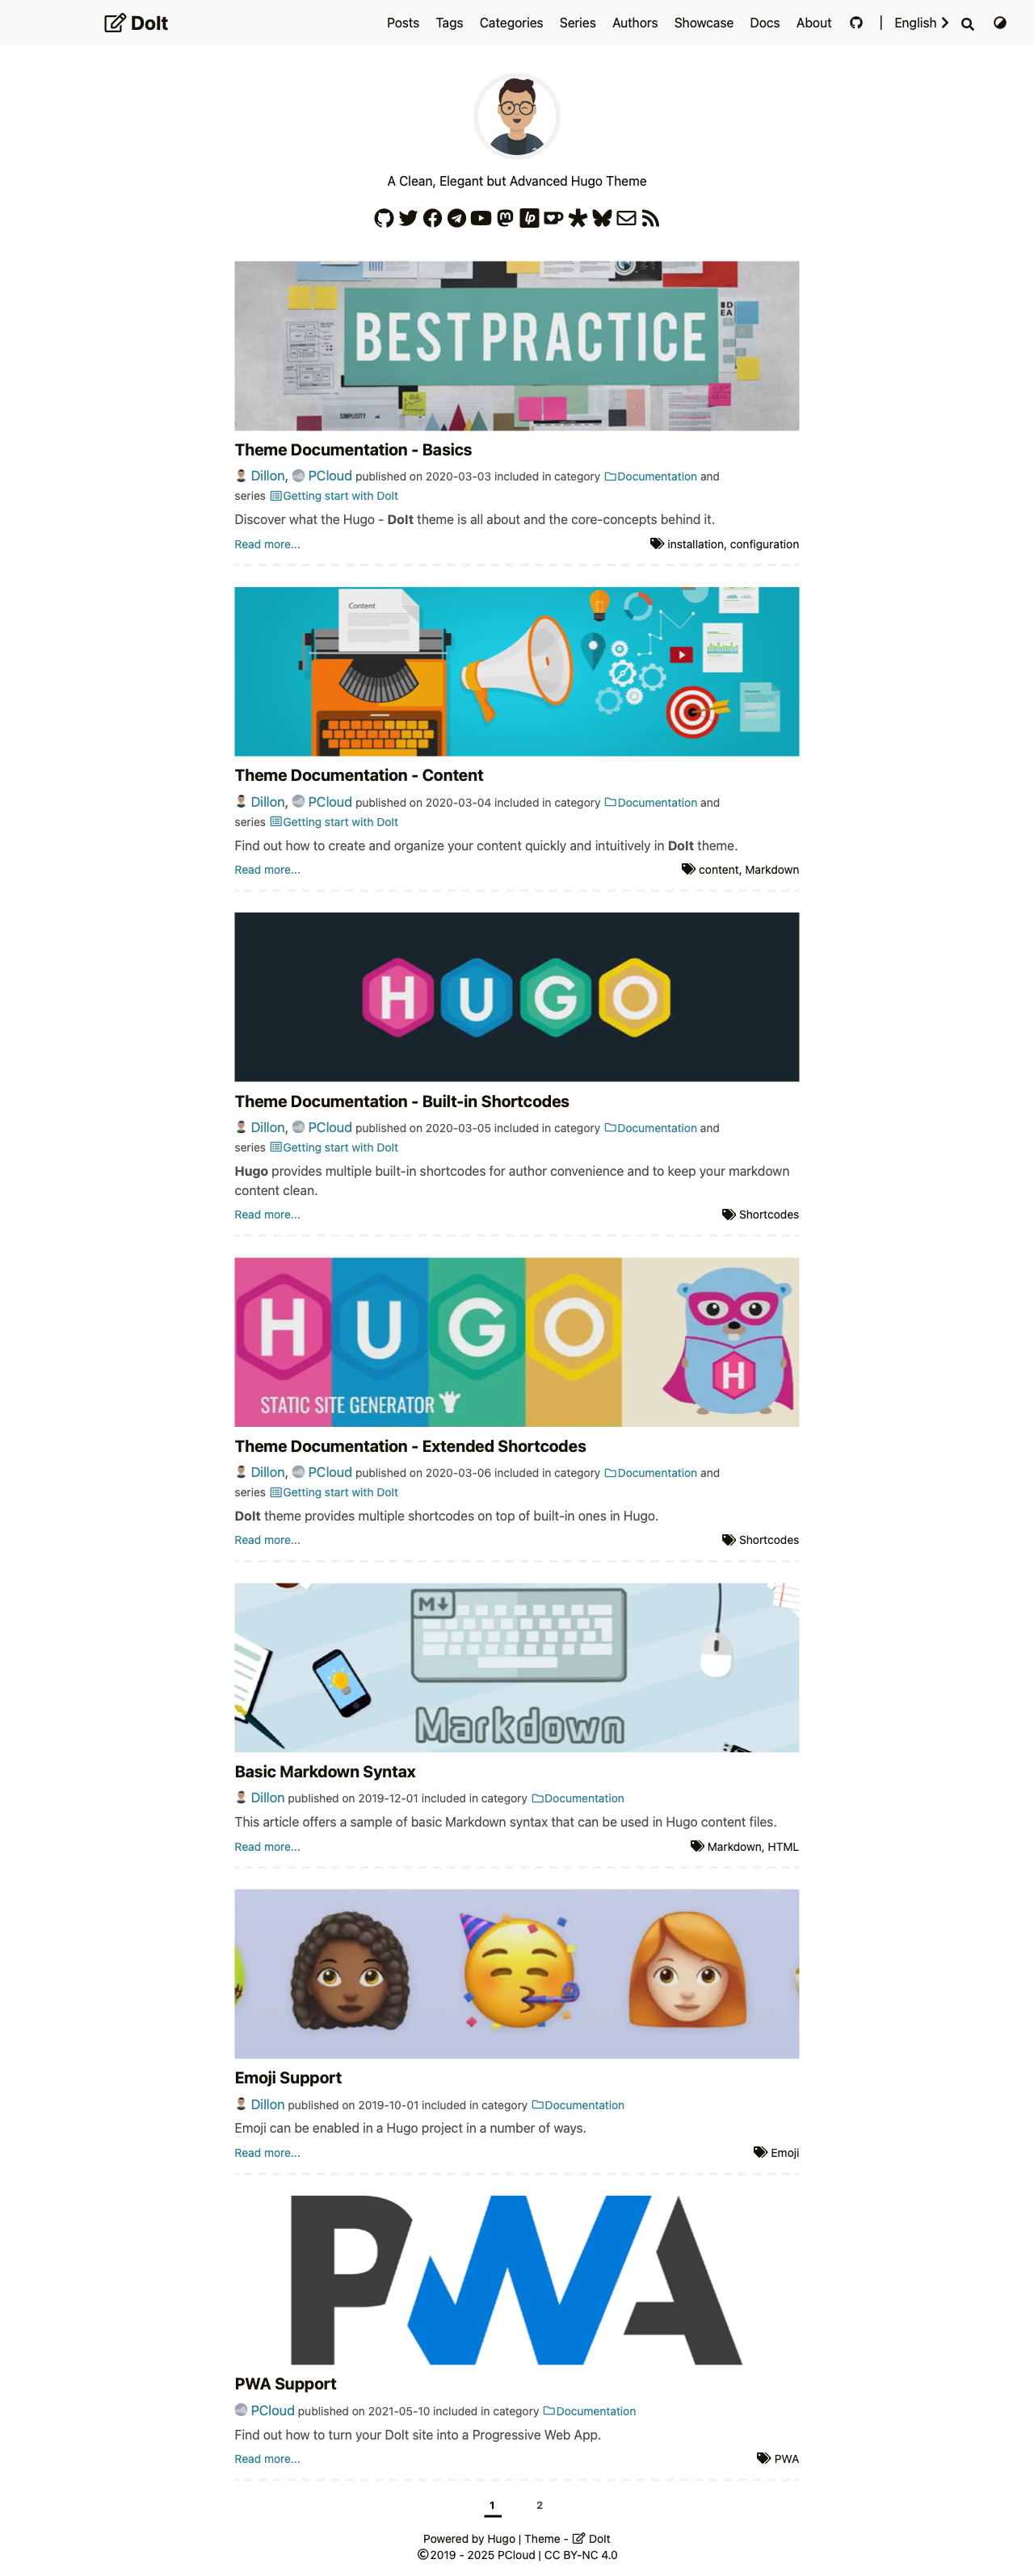 DoIt
Posts Tags Categories Series Authors Showcase Docs About | English
A Clean, Elegant but Advanced Hugo Theme
BEST PRACTICE
IDEA
SIMPLICITY
Theme Documentation - Basics
Dillon, PCloud published on 2020-03-03 included in category Documentation and
series Getting start with DoIt
Discover what the Hugo - DoIt theme is all about and the core-concepts behind it.
Read more... installation, configuration
Content
Theme Documentation - Content
Dillon, PCloud published on 2020-03-04 included in category Documentation and
series Getting start with DoIt
Find out how to create and organize your content quickly and intuitively in DoIt theme.
Read more... content, Markdown
HUGO
Theme Documentation - Built-in Shortcodes
Dillon, PCloud published on 2020-03-05 included in category Documentation and
series Getting start with DoIt
Hugo provides multiple built-in shortcodes for author convenience and to keep your markdown
content clean.
Read more... Shortcodes
HUGO
H
STATIC SITE GENERATOR
Theme Documentation - Extended Shortcodes
Dillon, PCloud published on 2020-03-06 included in category Documentation and
series Getting start with DoIt
DoIt theme provides multiple shortcodes on top of built-in ones in Hugo.
Read more... Shortcodes
M↓
Markdown
Basic Markdown Syntax
Dillon published on 2019-12-01 included in category Documentation
This article offers a sample of basic Markdown syntax that can be used in Hugo content files.
Read more... Markdown, HTML
Emoji Support
Dillon published on 2019-10-01 included in category Documentation
Emoji can be enabled in a Hugo project in a number of ways.
Read more... Emoji
PWA
PWA Support
PCloud published on 2021-05-10 included in category Documentation
Find out how to turn your DoIt site into a Progressive Web App.
Read more... PWA
1 2
Powered by Hugo | Theme - DoIt
©2019 - 2025 PCloud | CC BY-NC 4.0